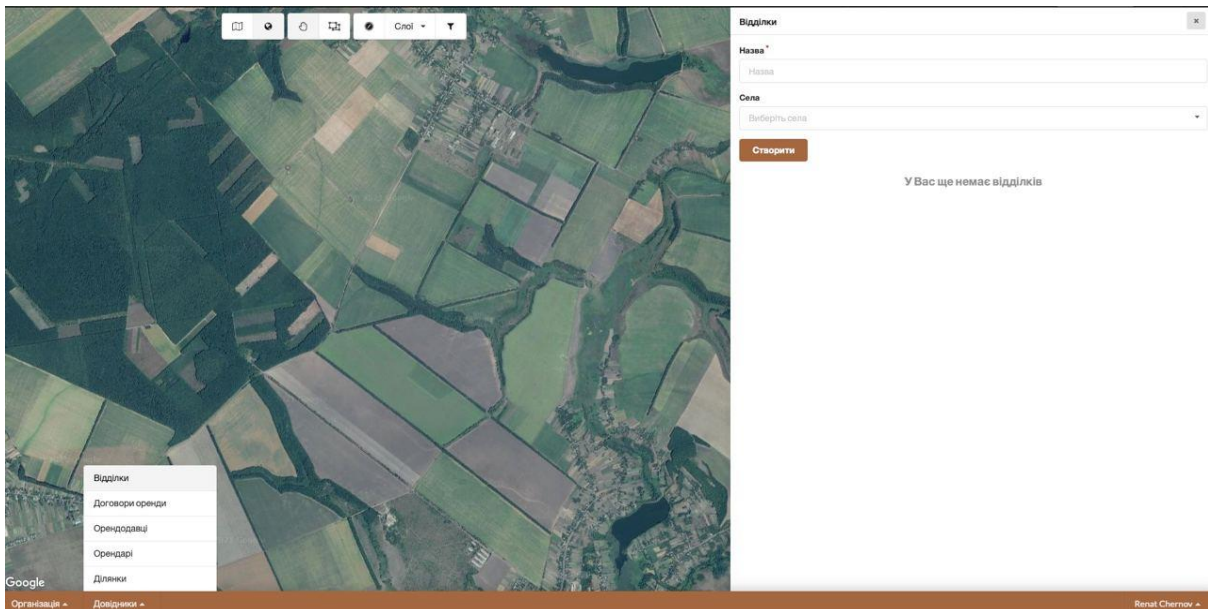 Слої
Відділки
Назва *
Назва
Села
Виберіть села
Створити
У Вас ще немає відділків
Відділки
Договори оренди
Орендодавці
Орендарі
Ділянки
Google
Організація
Довідники
Renat Chernov